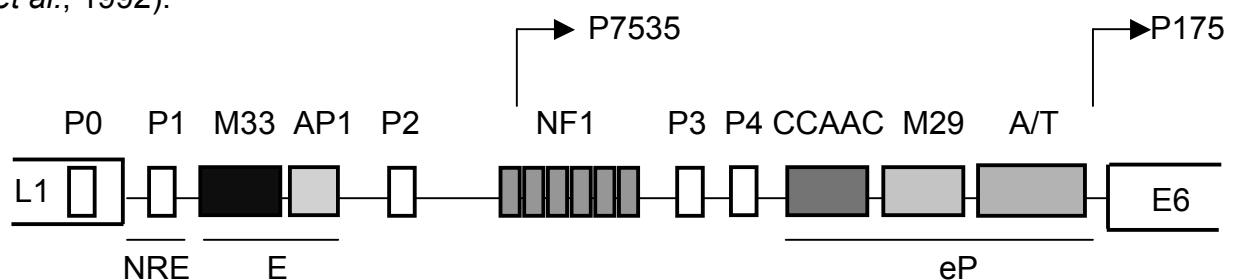 et al., 1992).
P7535 P175
P0 P1 M33 AP1 P2 NF1 P3 P4 CCAAC M29 A/T
L1 E6
NRE E eP